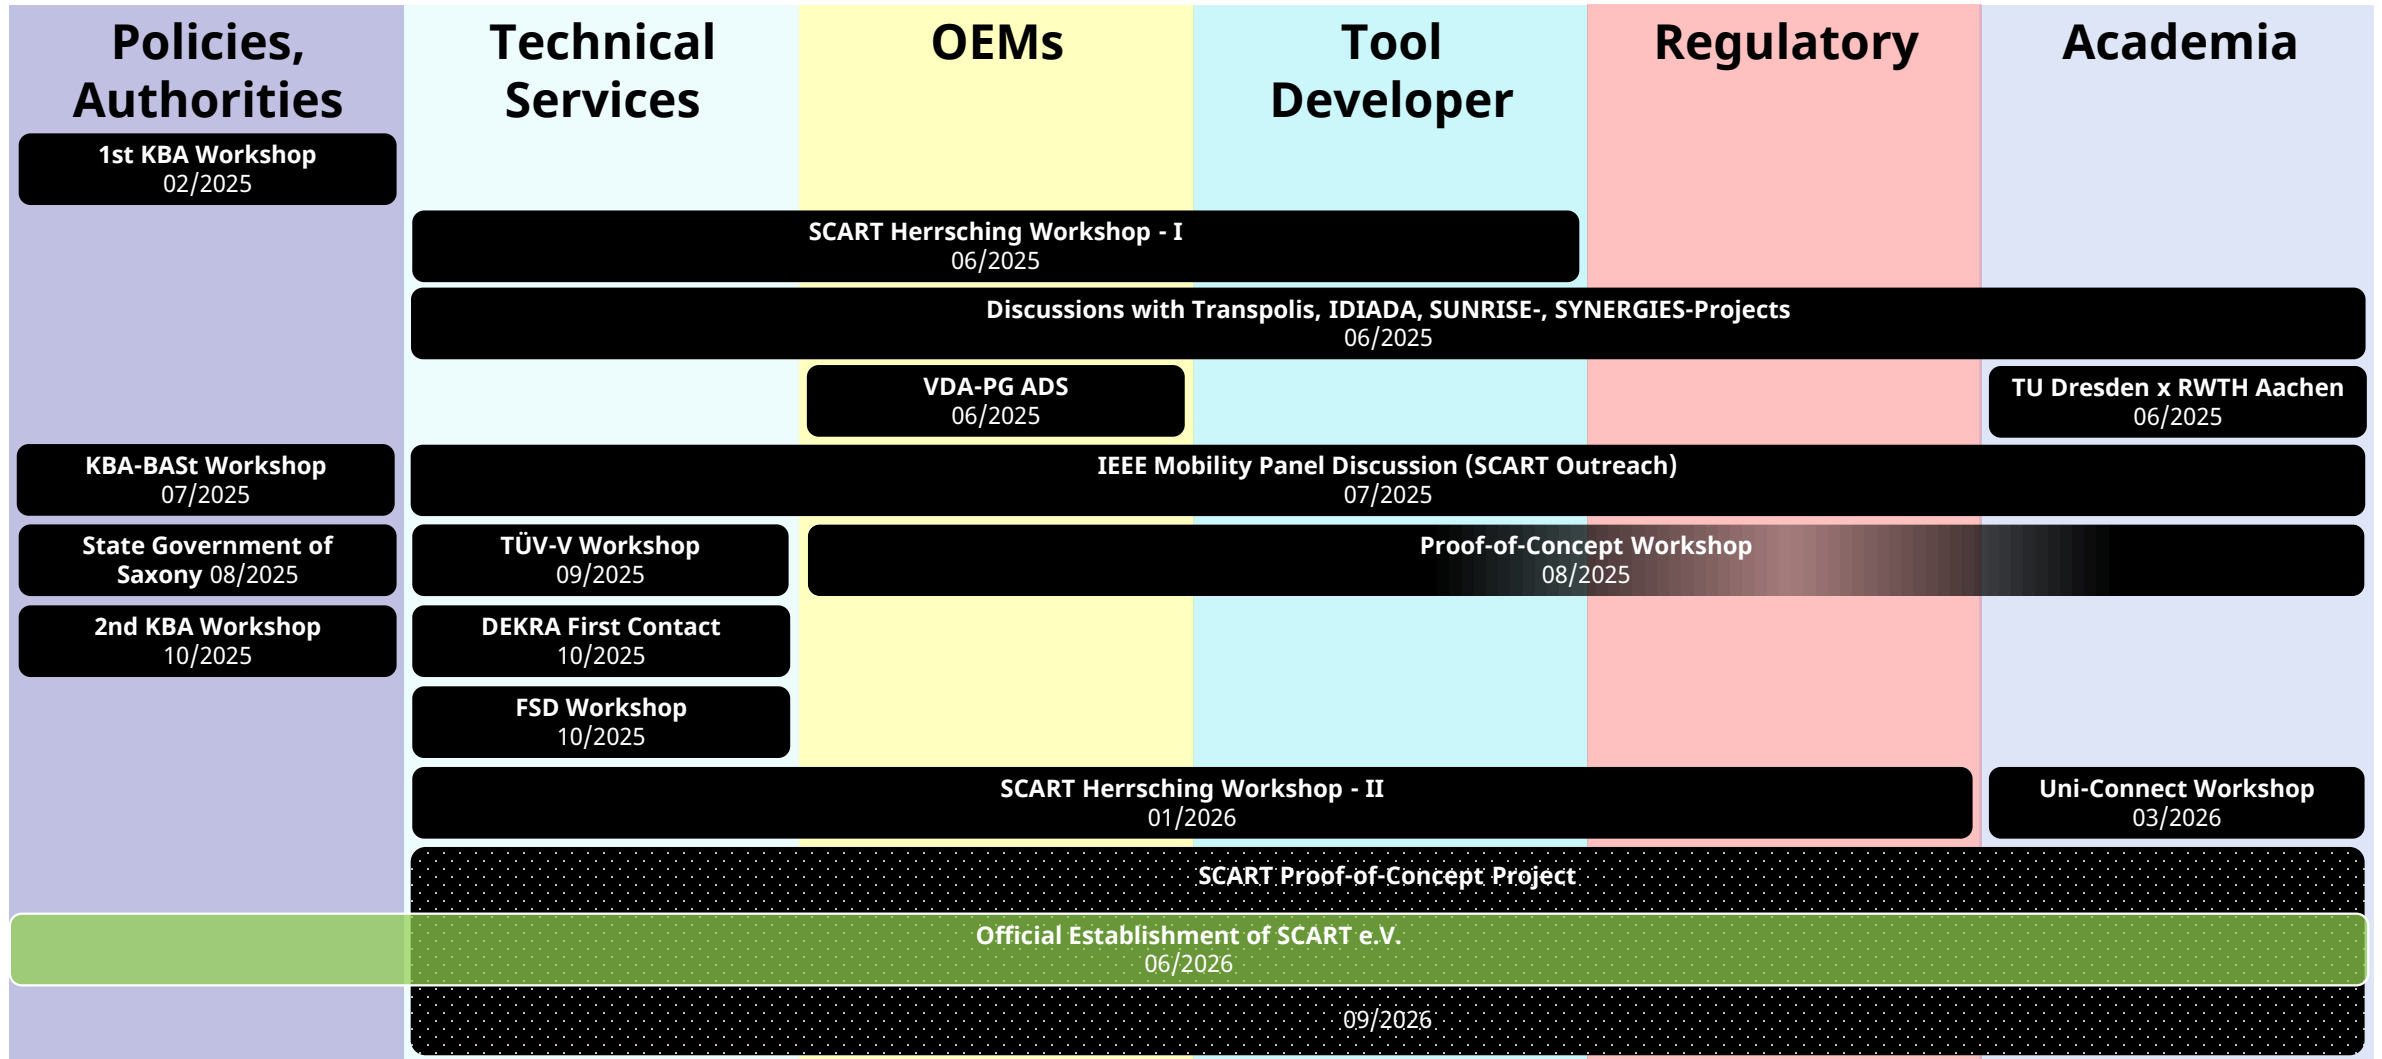 Policies,
Authorities
Technical
Services
OEMs
Tool
Developer
Regulatory
Academia
1st KBA Workshop
02/2025
SCART Herrsching Workshop - I
06/2025
Discussions with Transpolis, IDIADA, SUNRISE-, SYNERGIES-Projects
06/2025
VDA-PG ADS
06/2025
TU Dresden x RWTH Aachen
06/2025
KBA-BASt Workshop
07/2025
IEEE Mobility Panel Discussion (SCART Outreach)
07/2025
State Government of
Saxony 08/2025
TÜV-V Workshop
09/2025
Proof-of-Concept Workshop
08/2025
2nd KBA Workshop
10/2025
DEKRA First Contact
10/2025
FSD Workshop
10/2025
SCART Herrsching Workshop - II
01/2026
Uni-Connect Workshop
03/2026
SCART Proof-of-Concept Project
Official Establishment of SCART e.V.
06/2026
09/2026